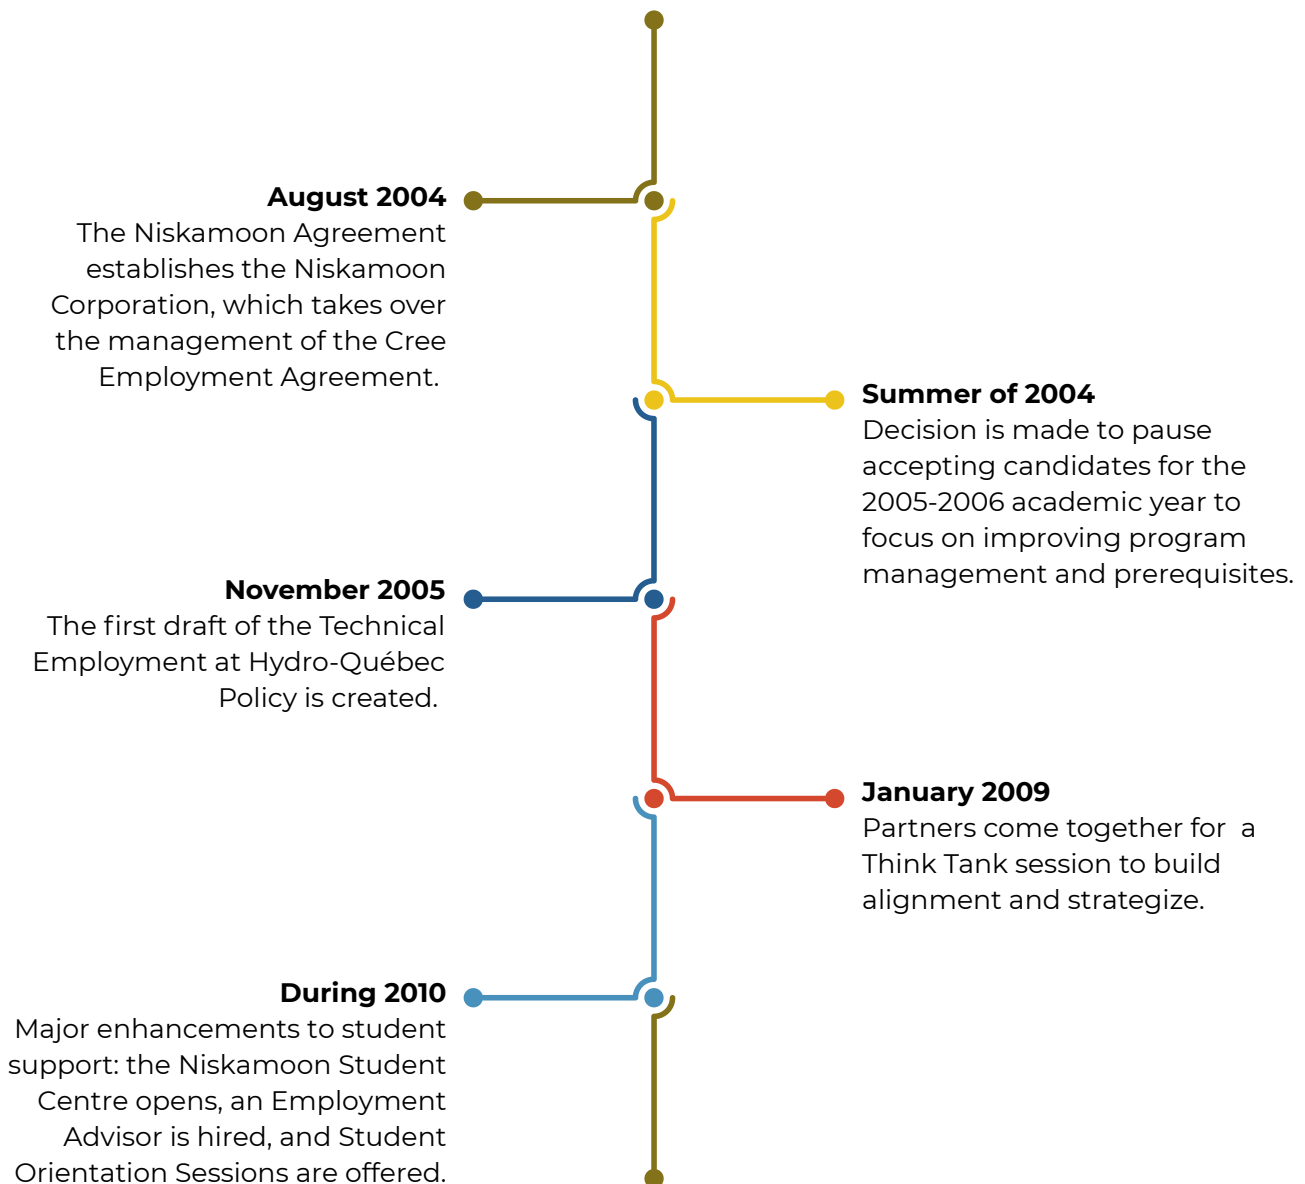 August 2004
The Niskamoon Agreement
establishes the Niskamoon
Corporation, which takes over
the management of the Cree
Employment Agreement.
Summer of 2004
Decision is made to pause
accepting candidates for the
2005-2006 academic year to
focus on improving program
management and prerequisites.
November 2005
The first draft of the Technical
Employment at Hydro-Québec
Policy is created.
January 2009
Partners come together for  a
Think Tank session to build
alignment and strategize.
During 2010
Major enhancements to student
support: the Niskamoon Student
Centre opens, an Employment
Advisor is hired, and Student
Orientation Sessions are offered.